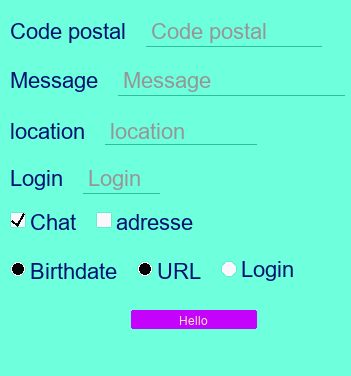 Code postal Code postal
Message Message
location location
Login Login
Chat adresse
Birthdate URL Login
Hello